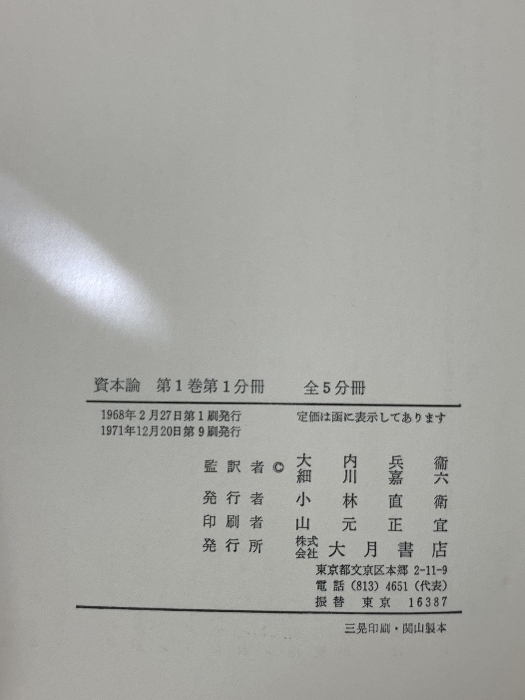 資本論 第1巻第1分冊 全5分冊
1968年2月27日第1刷発行 定価は函に表示してあります
1971年12月20日第9刷発行
監訳者 © 大内兵衞
細川嘉六
発行者 小林直衛
印刷者 山元正宜
発行所 株式会社 大月書店
東京都文京区本郷 2-11-9
電話 (813) 4651 (代表)
振替 東京 16387
三晃印刷・関山製本